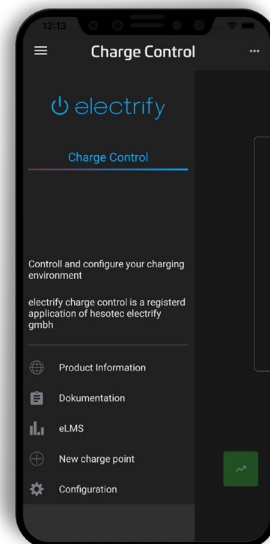 12:13
Charge Control
electrify
Charge Control
Controll and configure your charging
environment
electrify charge control is a registerd
application of hesotec electrify
gmbh
Product Information
Dokumentation
eLMS
New charge point
Configuration